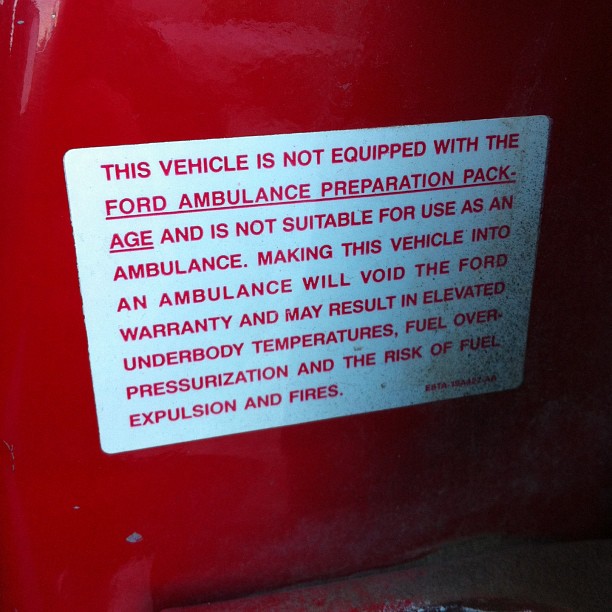 THIS VEHICLE IS NOT EQUIPPED WITH THE
FORD AMBULANCE PREPARATION PACK-
AGE AND IS NOT SUITABLE FOR USE AS AN
AMBULANCE. MAKING THIS VEHICLE INTO
AN AMBULANCE WILL VOID THE FORD
WARRANTY AND MAY RESULT IN ELEVATED
UNDERBODY TEMPERATURES, FUEL OVER-
PRESSURIZATION AND THE RISK OF FUEL
EXPULSION AND FIRES.